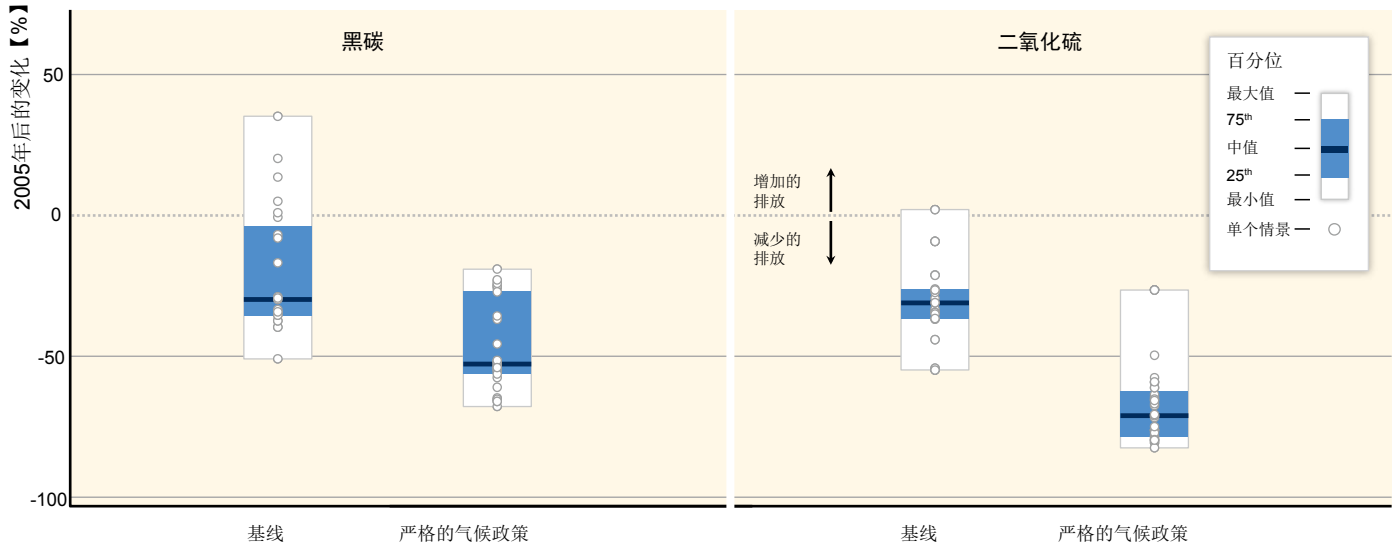 2005年后的变化【%】
黑碳
二氧化硫
50
0
-50
-100
增加的
排放
减少的
排放
百分位
最大值
75th
中值
25th
最小值
单个情景
基线
严格的气候政策
基线
严格的气候政策